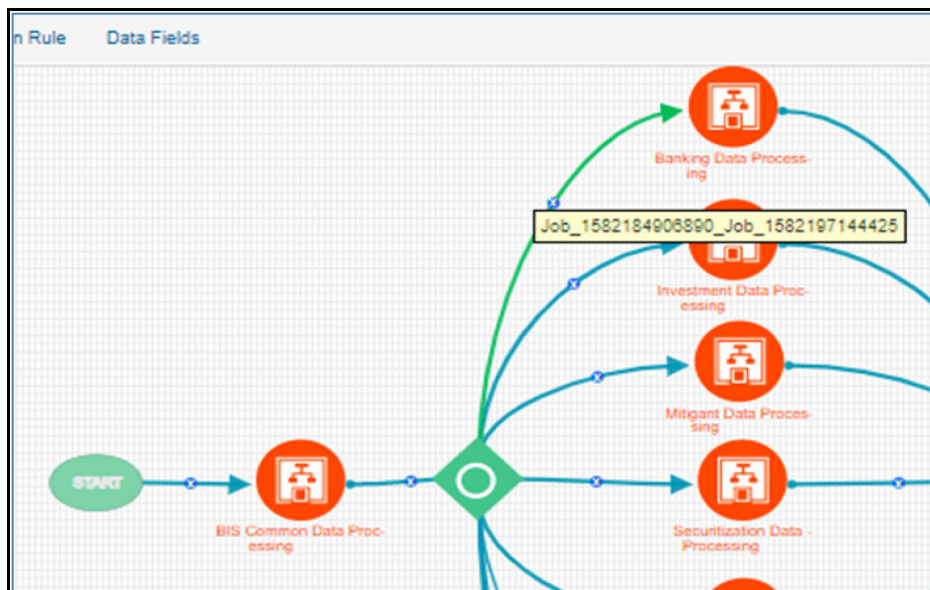 n Rule Data Fields
Banking Data Process-
ing
Job_1582184906890_Job_1582197144425
Investment Data Proc-
essing
Mitigant Data Proces-
sing
START
BIS Common Data Proc-
essing
Securitization Data -
Processing